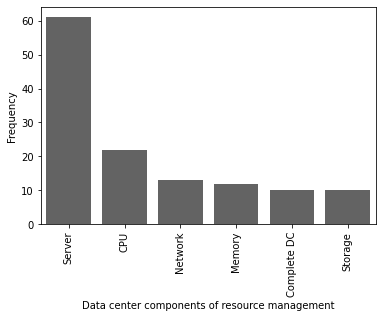 60
50
40
30
20
10
0
Frequency
Server
CPU
Network
Memory
Complete DC
Storage
Data center components of resource management